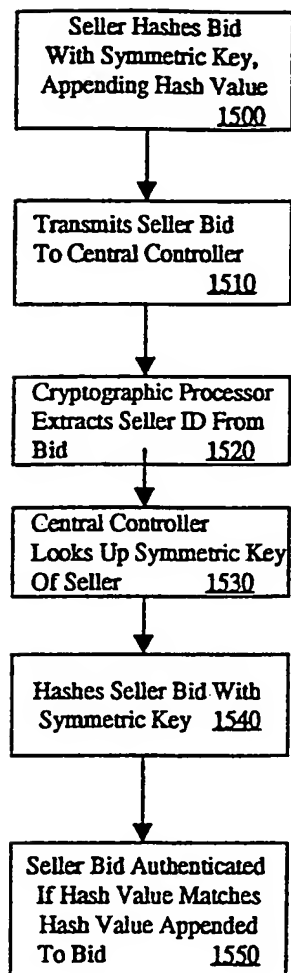 Seller Hashes Bid
With Symmetric Key,
Appending Hash Value
1500
Transmits Seller Bid
To Central Controller
1510
Cryptographic Processor
Extracts Seller ID From
Bid 1520
Central Controller
Looks Up Symmetric Key
Of Seller 1530
Hashes Seller Bid With
Symmetric Key 1540
Seller Bid Authenticated
If Hash Value Matches
Hash Value Appended
To Bid 1550